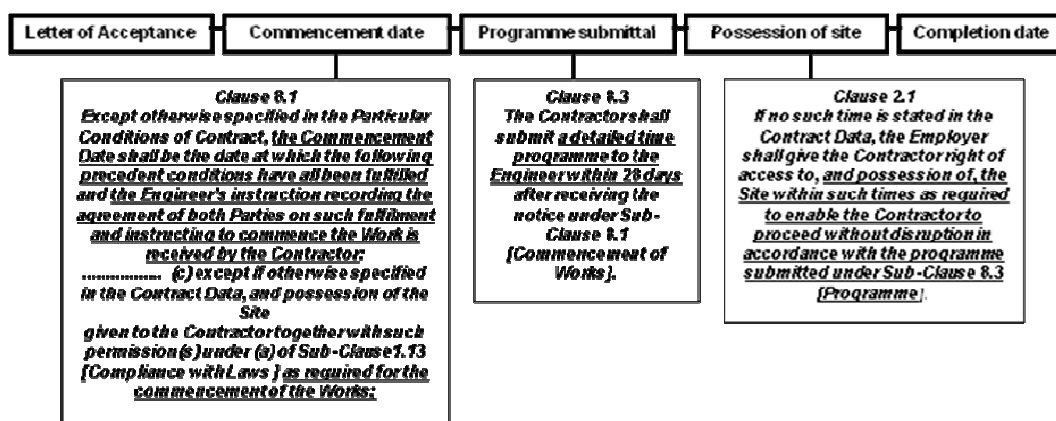 Letter of Acceptance
Commencement date
Programme submittal
Possession of site
Completion date
Clause 8.1
Except otherwise specified in the Particular
Conditions of Contract, the Commencement
Date shall be the date at which the following
precedent conditions have all been fulfilled
and the Engineer's instruction recording the
agreement of both Parties on such fulfilment
and instructing to commence the Work is
received by the Contractor:
................. (c) except if otherwise specified
in the Contract Data, and possession of the
Site
given to the Contractor together with such
permission (s) under (a) of Sub-Clause 1.13
[Compliance with Laws ] as required for the
commencement of the Works;
Clause 8.3
The Contractor shall
submit a detailed time
programme to the
Engineer within 28 days
after receiving the
notice under Sub-
Clause 8.1
[Commencement of
Works].
Clause 2.1
If no such time is stated in the
Contract Data, the Employer
shall give the Contractor right of
access to, and possession of, the
Site within such times as required
to enable the Contractor to
proceed without disruption in
accordance with the programme
submitted under Sub-Clause 8.3
[Programme].